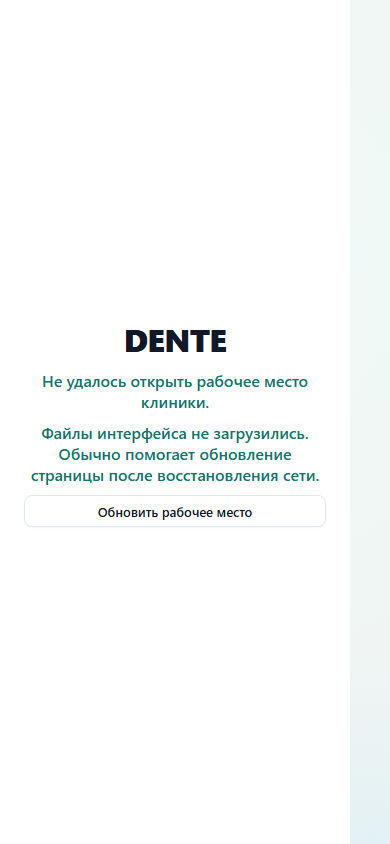 DENTE
Не удалось открыть рабочее место
клиники.
Файлы интерфейса не загрузились.
Обычно помогает обновление
страницы после восстановления сети.
Обновить рабочее место